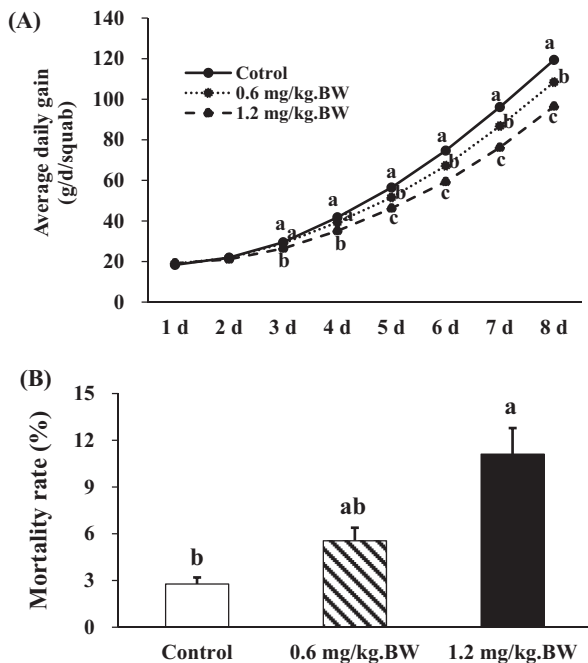 (A)
Average daily gain
(g/d/squab)
140
120
100
80
60
40
20
0
Cotrol
0.6 mg/kg.BW
1.2 mg/kg.BW
a a b
a a b
a b c
a b c
a b c
a b c
1 d 2 d 3 d 4 d 5 d 6 d 7 d 8 d
(B)
Mortality rate (%)
15
12
9
6
3
0
b
ab
a
Control 0.6 mg/kg.BW 1.2 mg/kg.BW